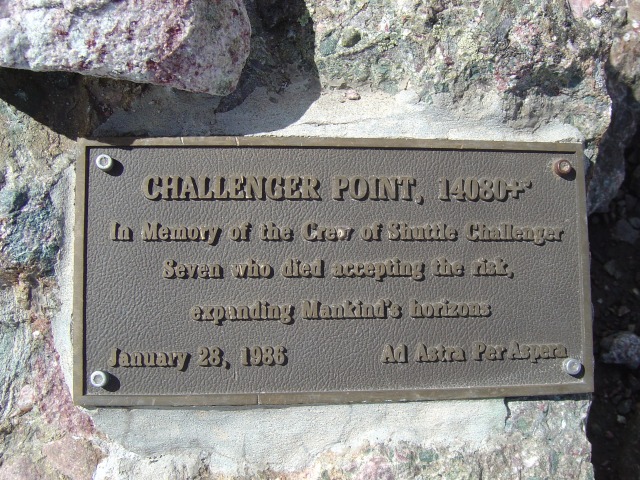 CHALLENGER POINT, 14080+'
In Memory of the Crew of Shuttle Challenger
Seven who died accepting the risk,
expanding Mankind's horizons
January 28, 1986 Ad Astra Per Aspera